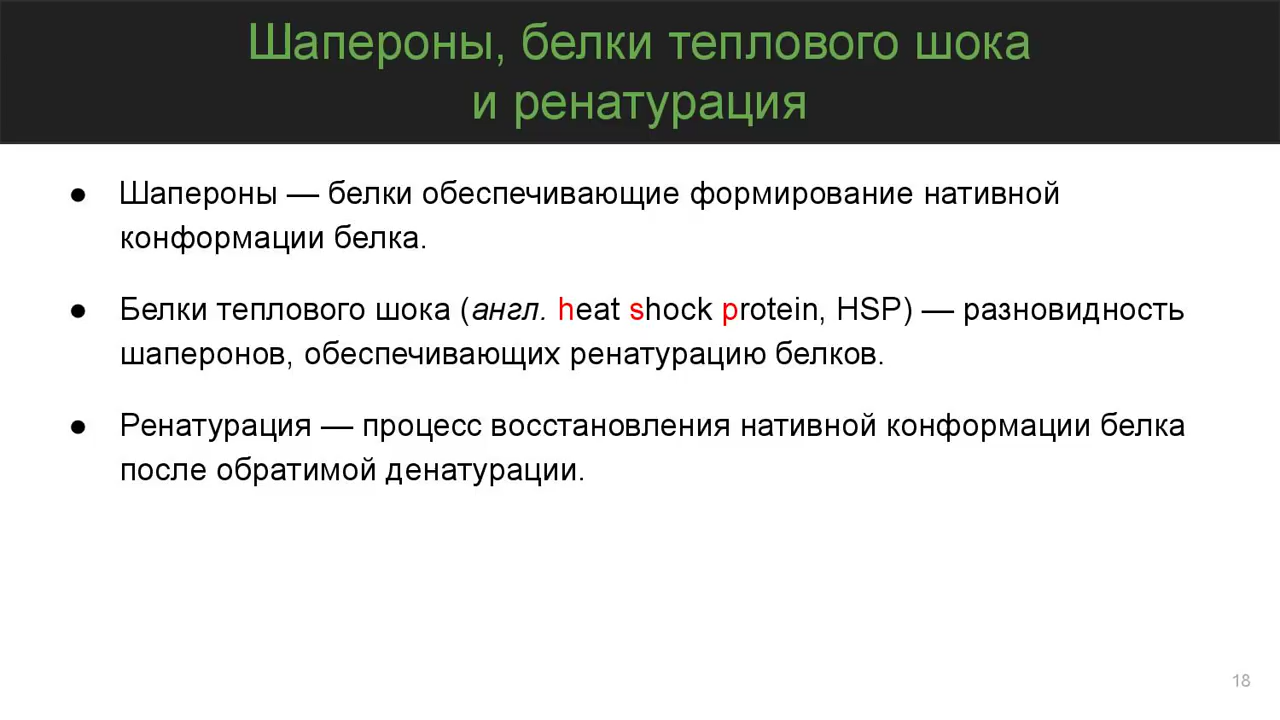 Шапероны, белки теплового шока
и ренатурация
● Шапероны — белки обеспечивающие формирование нативной
конформации белка.
● Белки теплового шока (англ. heat shock protein, HSP) — разновидность
шаперонов, обеспечивающих ренатурацию белков.
● Ренатурация — процесс восстановления нативной конформации белка
после обратимой денатурации.
18